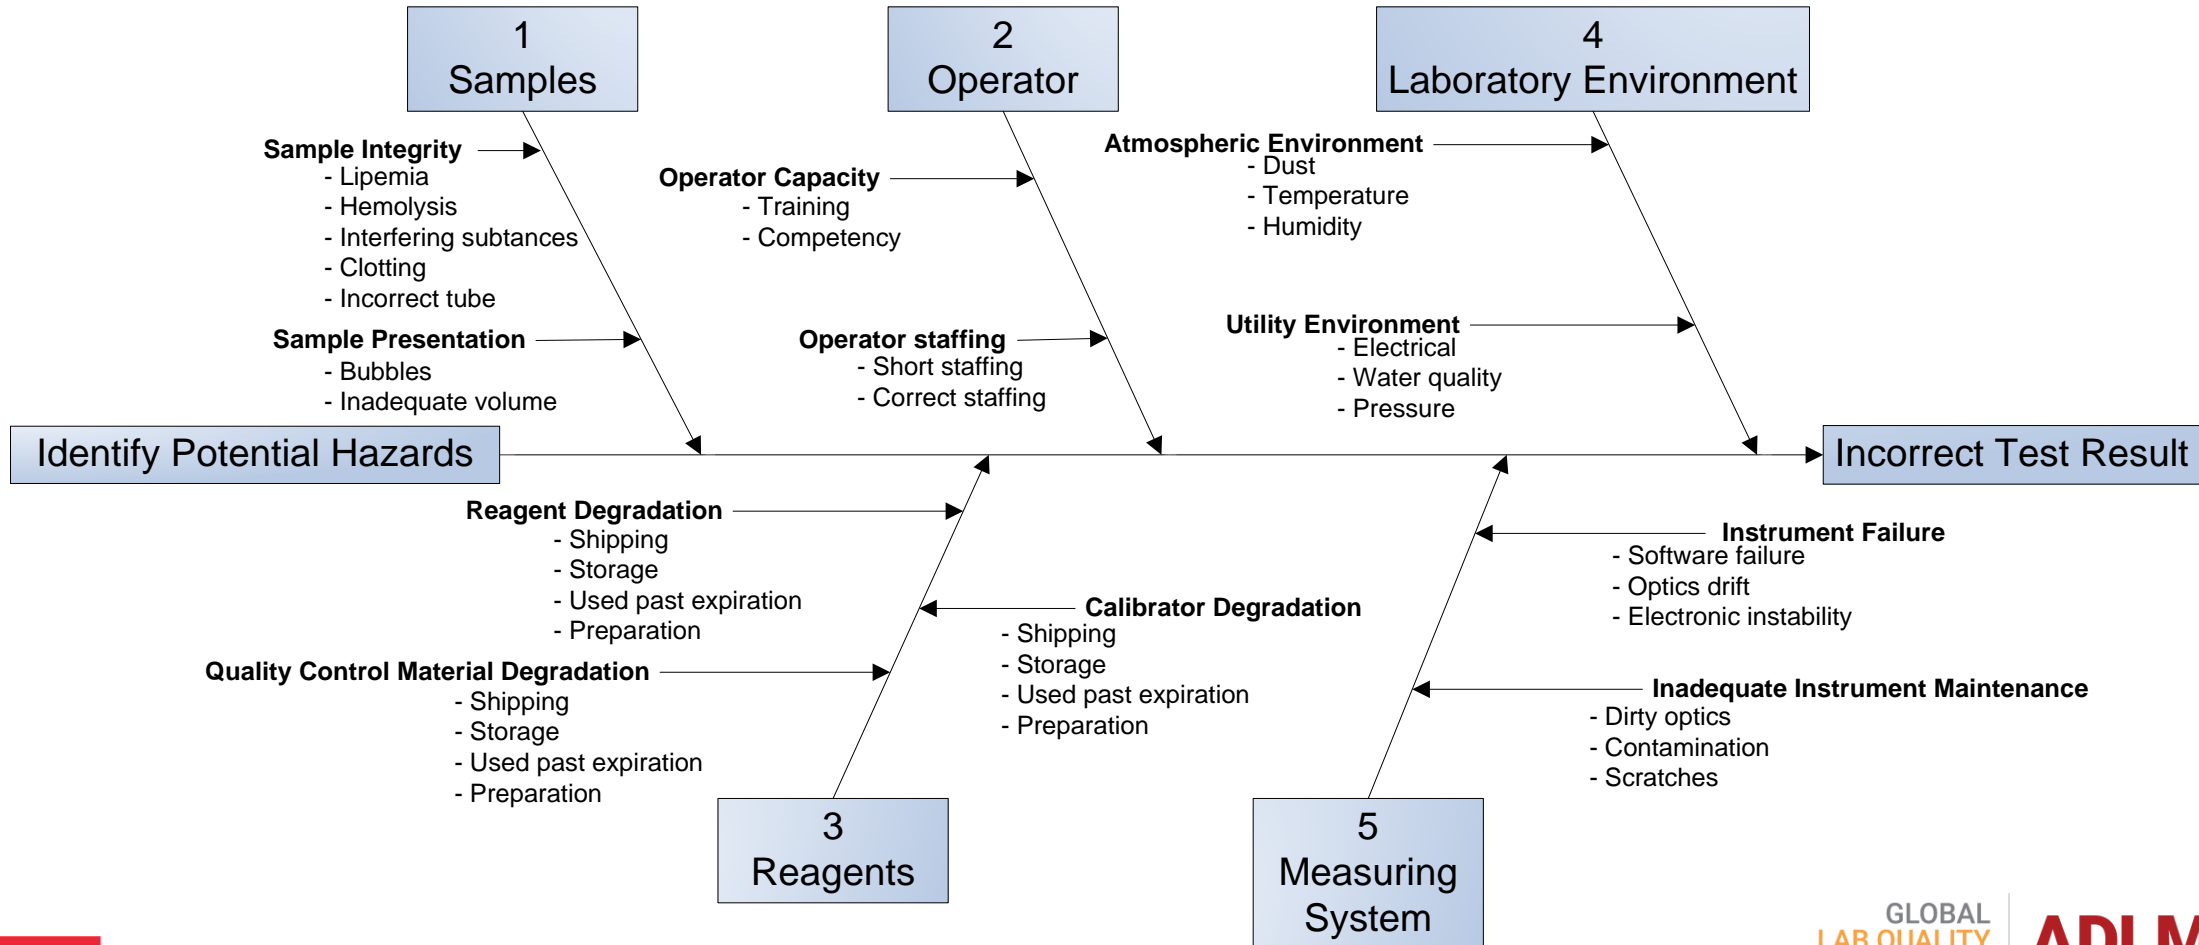 1
Samples
2
Operator
4
Laboratory Environment
Sample Integrity
- Lipemia
- Hemolysis
- Interfering subtances
- Clotting
- Incorrect tube
Sample Presentation
- Bubbles
- Inadequate volume
Operator Capacity
- Training
- Competency
Operator staffing
- Short staffing
- Correct staffing
Atmospheric Environment
- Dust
- Temperature
- Humidity
Utility Environment
- Electrical
- Water quality
- Pressure
Identify Potential Hazards
Incorrect Test Result
Reagent Degradation
- Shipping
- Storage
- Used past expiration
- Preparation
Quality Control Material Degradation
- Shipping
- Storage
- Used past expiration
- Preparation
Calibrator Degradation
- Shipping
- Storage
- Used past expiration
- Preparation
Instrument Failure
- Software failure
- Optics drift
- Electronic instability
Inadequate Instrument Maintenance
- Dirty optics
- Contamination
- Scratches
3
Reagents
5
Measuring
System
GLOBAL
LAB QUALITY
ADLM